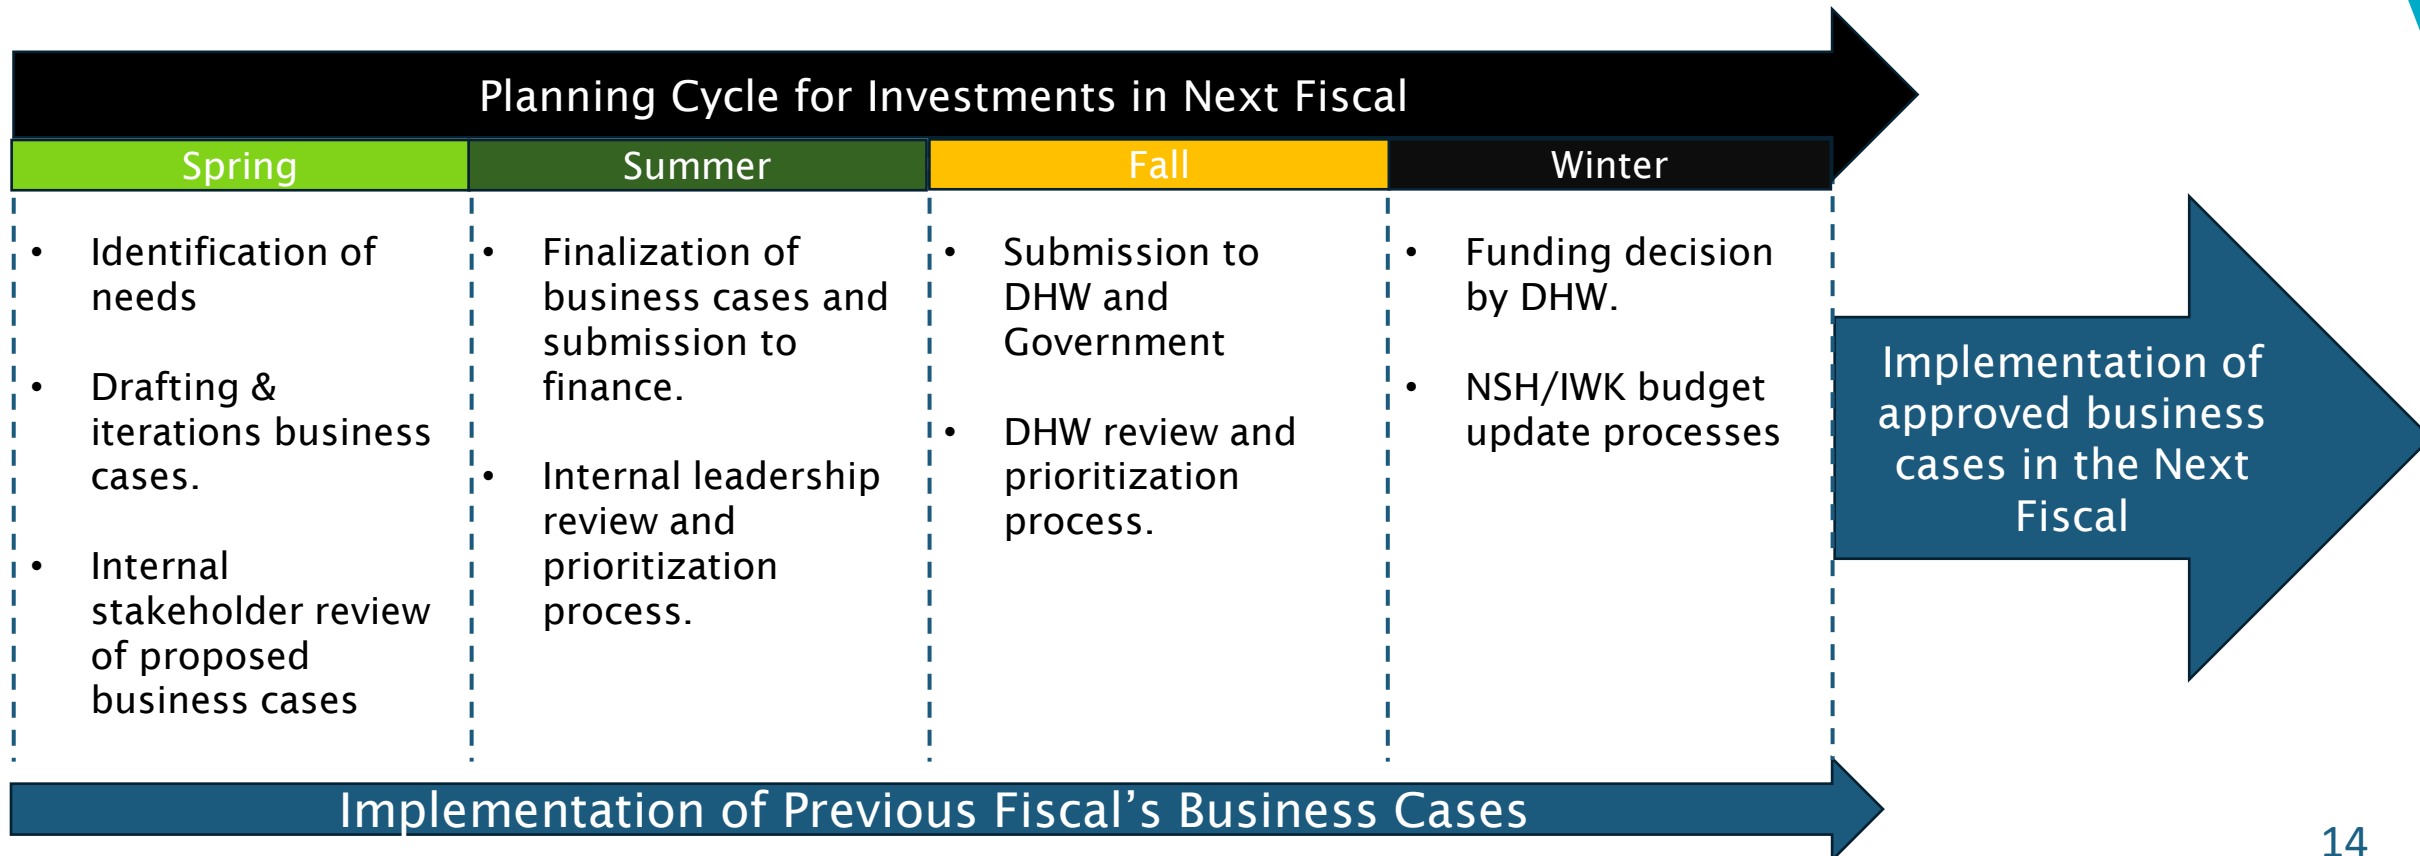 Planning Cycle for Investments in Next Fiscal
Spring
Summer
Fall
Winter
• Identification of
needs
• Drafting &
iterations business
cases.
• Internal
stakeholder review
of proposed
business cases
• Finalization of
business cases and
submission to
finance.
• Internal leadership
review and
prioritization
process.
• Submission to
DHW and
Government
• DHW review and
prioritization
process.
• Funding decision
by DHW.
• NSH/IWK budget
update processes
Implementation of
approved business
cases in the Next
Fiscal
Implementation of Previous Fiscal’s Business Cases
14